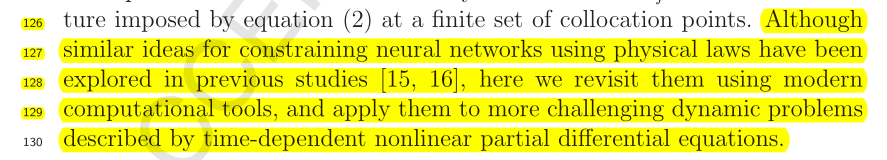 126 ture imposed by equation (2) at a finite set of collocation points. Although
127 similar ideas for constraining neural networks using physical laws have been
128 explored in previous studies [15, 16], here we revisit them using modern
129 computational tools, and apply them to more challenging dynamic problems
130 described by time-dependent nonlinear partial differential equations.